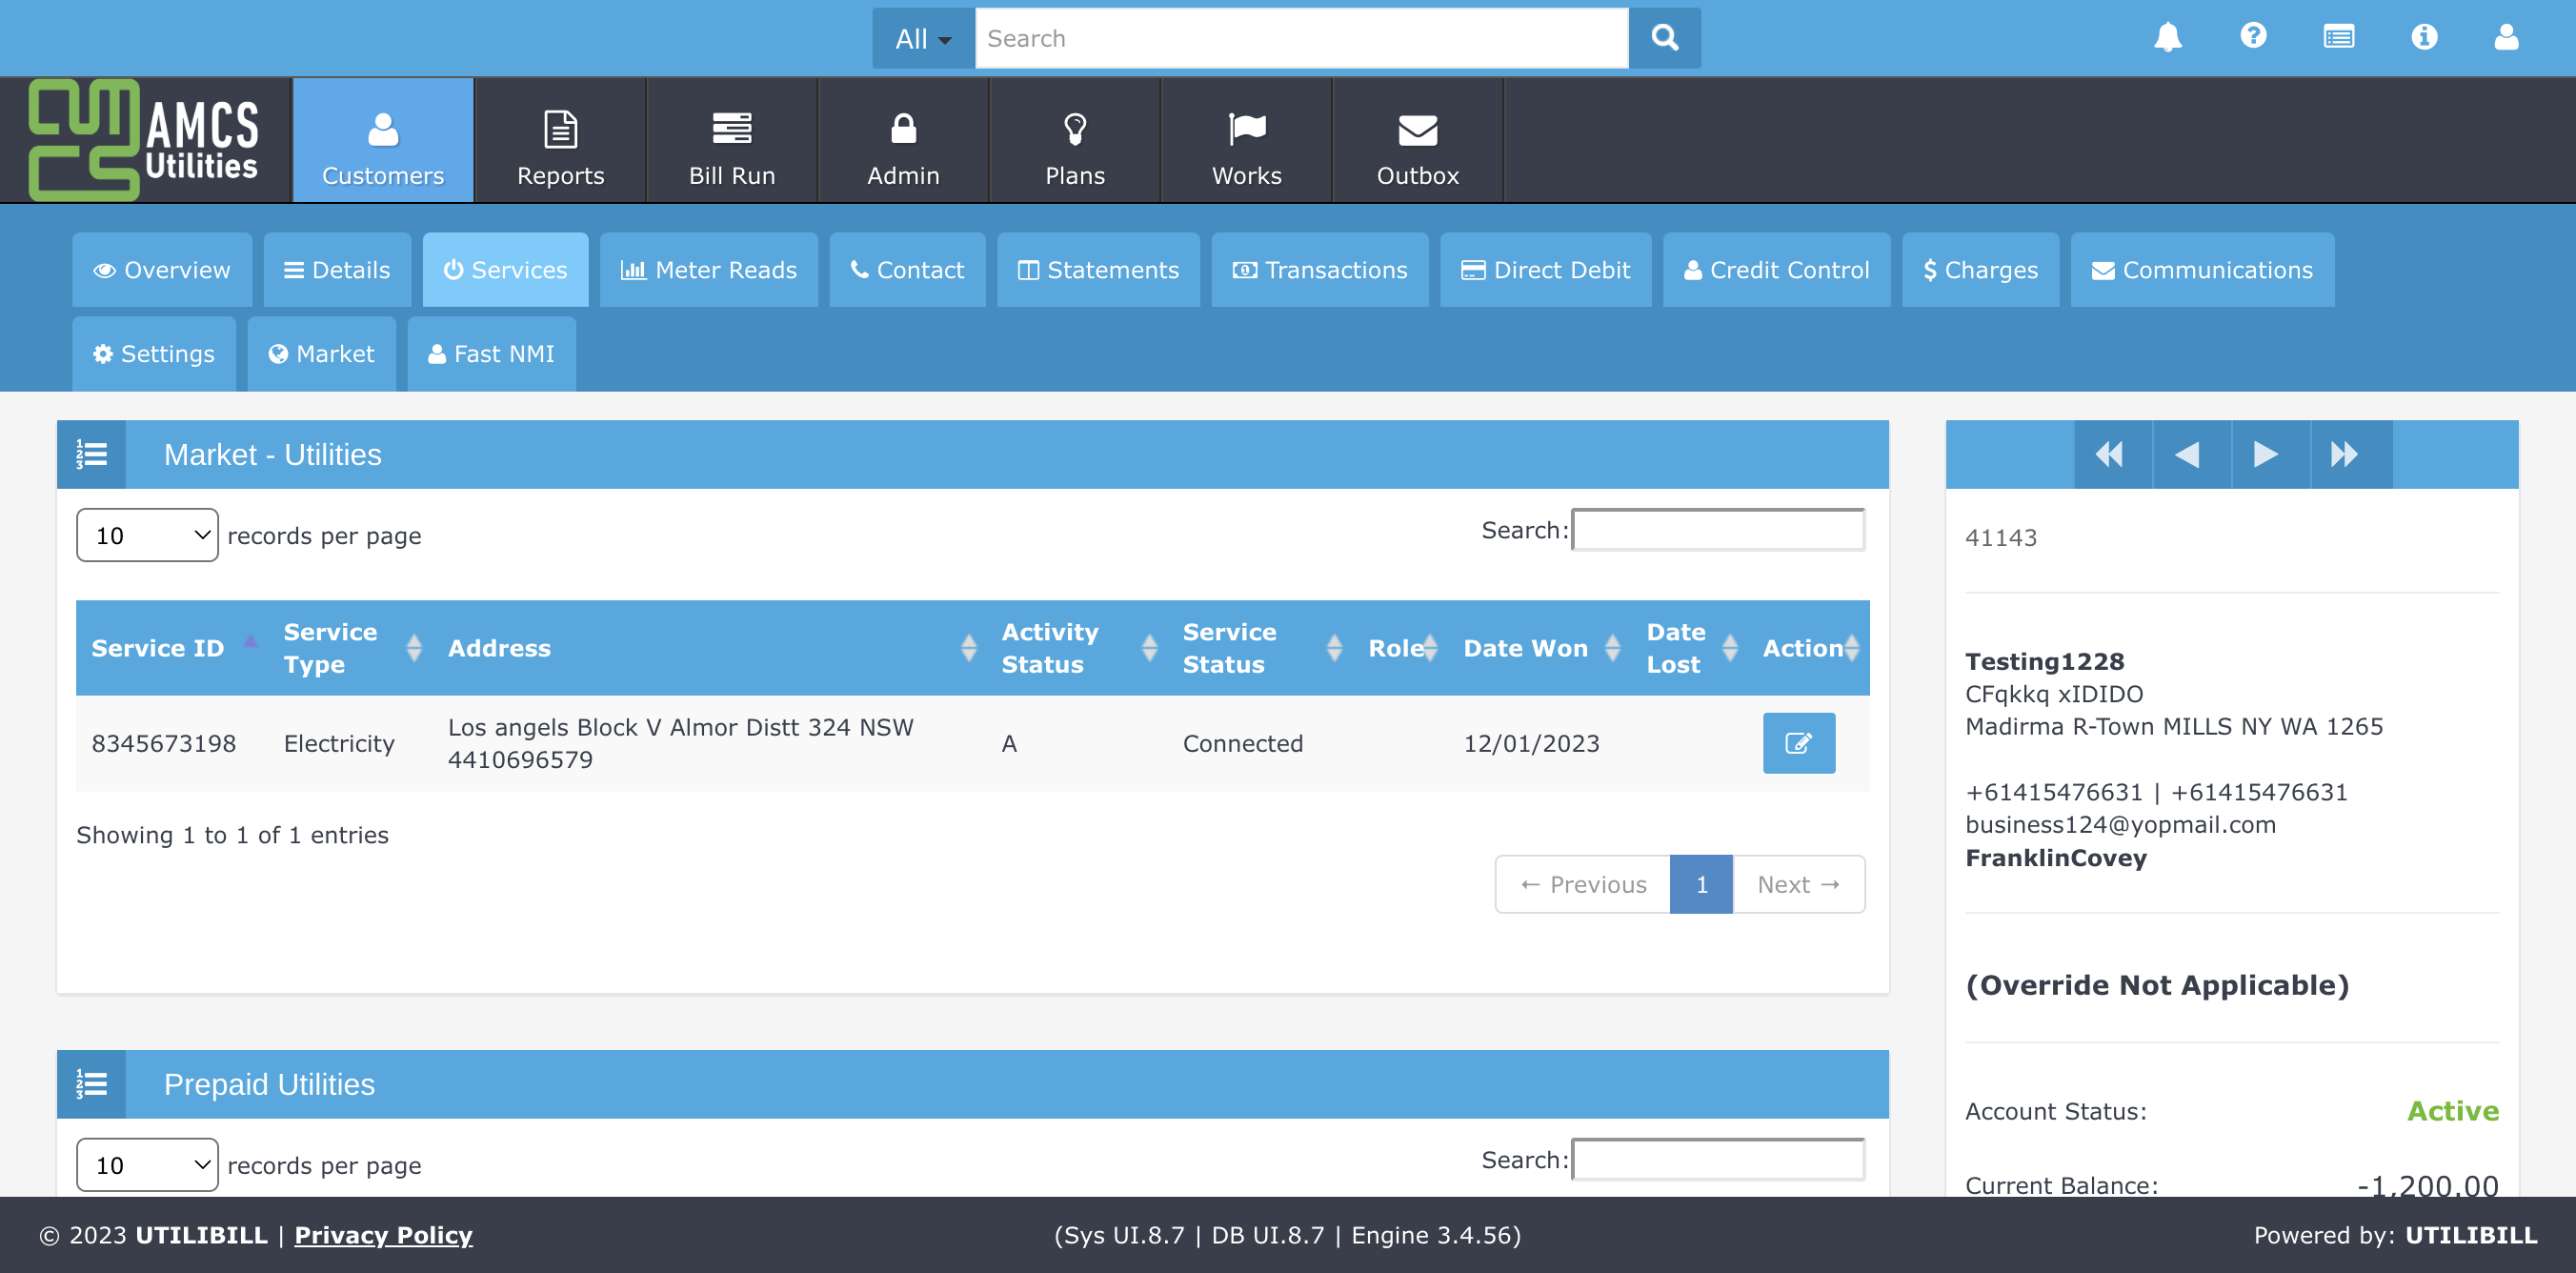 All Search
AMCS
Utilities
Customers
Reports
Bill Run
Admin
Plans
Works
Outbox
Overview
Details
Services
Meter Reads
Contact
Statements
Transactions
Direct Debit
Credit Control
Charges
Communications
Settings
Market
Fast NMI
Market - Utilities
10 records per page
Search:
Service ID
Service Type
Address
Activity Status
Service Status
Role
Date Won
Date Lost
Action
8345673198
Electricity
Los angels Block V Almor Distt 324 NSW
4410696579
A
Connected
12/01/2023
Showing 1 to 1 of 1 entries
← Previous 1 Next →
Prepaid Utilities
10 records per page
Search:
41143
Testing1228
CFqkkq xIDIDO
Madirma R-Town MILLS NY WA 1265
+61415476631 | +61415476631
business124@yopmail.com
FranklinCovey
(Override Not Applicable)
Account Status: Active
Current Balance: -1,200.00
© 2023 UTILIBILL | Privacy Policy
(Sys UI.8.7 | DB UI.8.7 | Engine 3.4.56)
Powered by: UTILIBILL